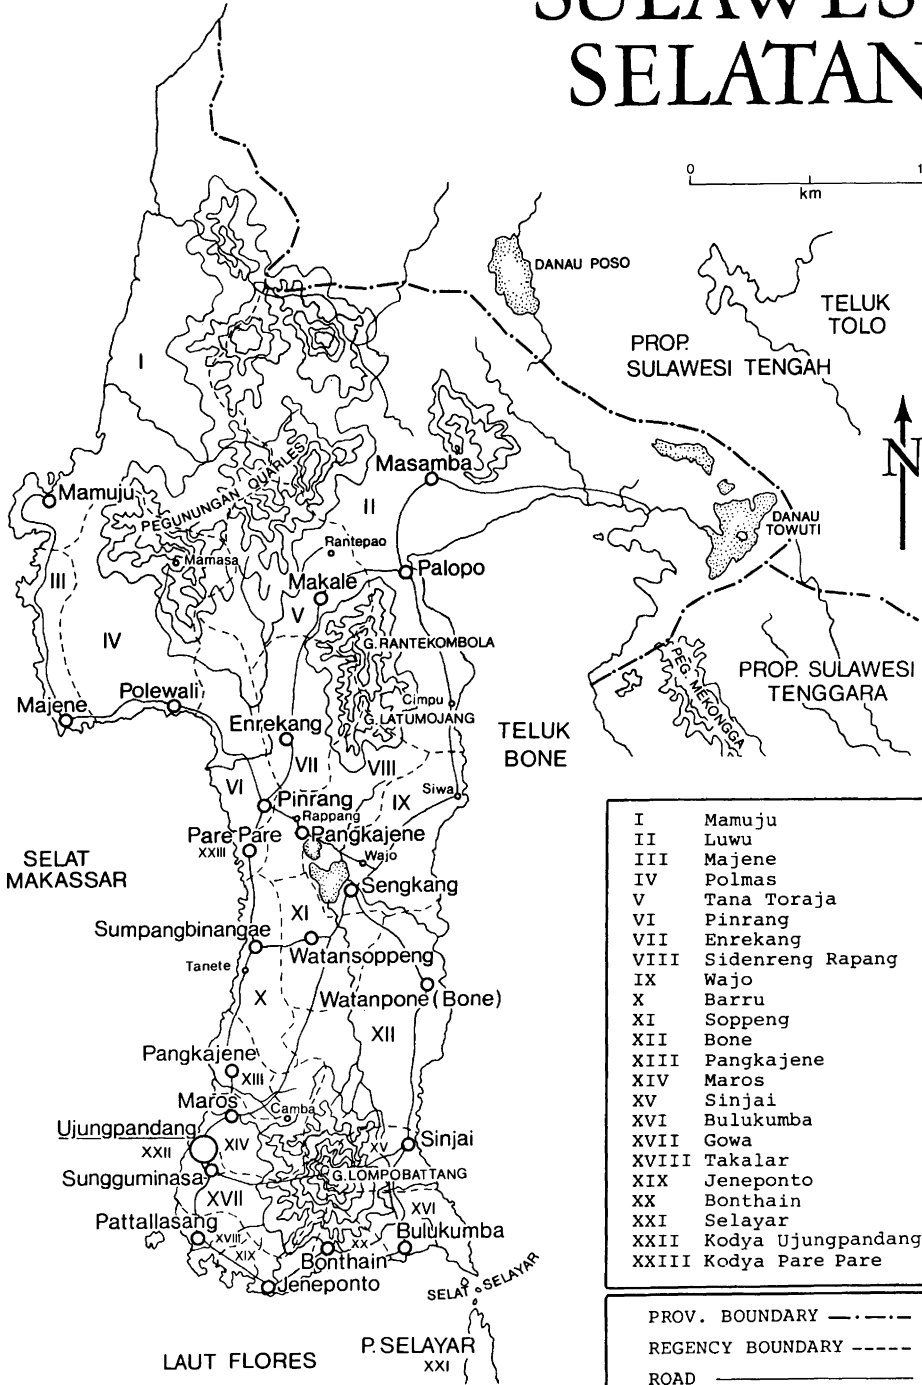 SULAWES
SELATAN
0 1
km
DANAU POSO
TELUK
TOLO
PROP.
SULAWESI TENGAH
I
N
Masamba
Mamuju
PEGUNUNGAN QUARLES
II
DANAU
TOWUTI
Rantepao
Mamasa
Palopo
Makale
III
V
IV
G.RANTEKOMBOLA
PEG. MEKONGGA
PROP. SULAWESI
TENGGARA
Cimpu
Polewali
Majene
G.LATUMOJANG
Enrekang
TELUK
BONE
VII
VIII
VI
Siwa
Pinrang
IX
Rappang
Pare Pare
Pangkajene
XXIII
SELAT
MAKASSAR
Wajo
Sengkang
XI
Sumpangbinangae
Watansoppeng
Tanete
X
Watanpone (Bone)
XII
Pangkajene
XIII
Maros
Camba
Ujungpandang
XXII
XIV
XV
Sinjai
Sungguminasa
G.LOMPOBATTANG
XVII
XVI
Pattallasang
XVIII
XX
Bulukumba
XIX
Bonthain
Jeneponto
SELAT SELAYAR
P.SELAYAR
XXI
LAUT FLORES
I Mamuju
II Luwu
III Majene
IV Polmas
V Tana Toraja
VI Pinrang
VII Enrekang
VIII Sidenreng Rapang
IX Wajo
X Barru
XI Soppeng
XII Bone
XIII Pangkajene
XIV Maros
XV Sinjai
XVI Bulukumba
XVII Gowa
XVIII Takalar
XIX Jeneponto
XX Bonthain
XXI Selayar
XXII Kodya Ujungpandang
XXIII Kodya Pare Pare
PROV. BOUNDARY
REGENCY BOUNDARY
ROAD